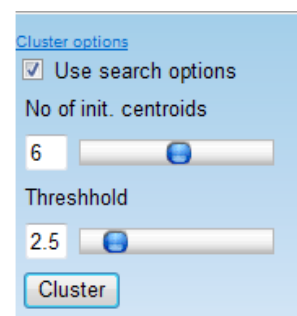 Cluster options
Use search options
No of init. centroids
6
Threshhold
2.5
Cluster